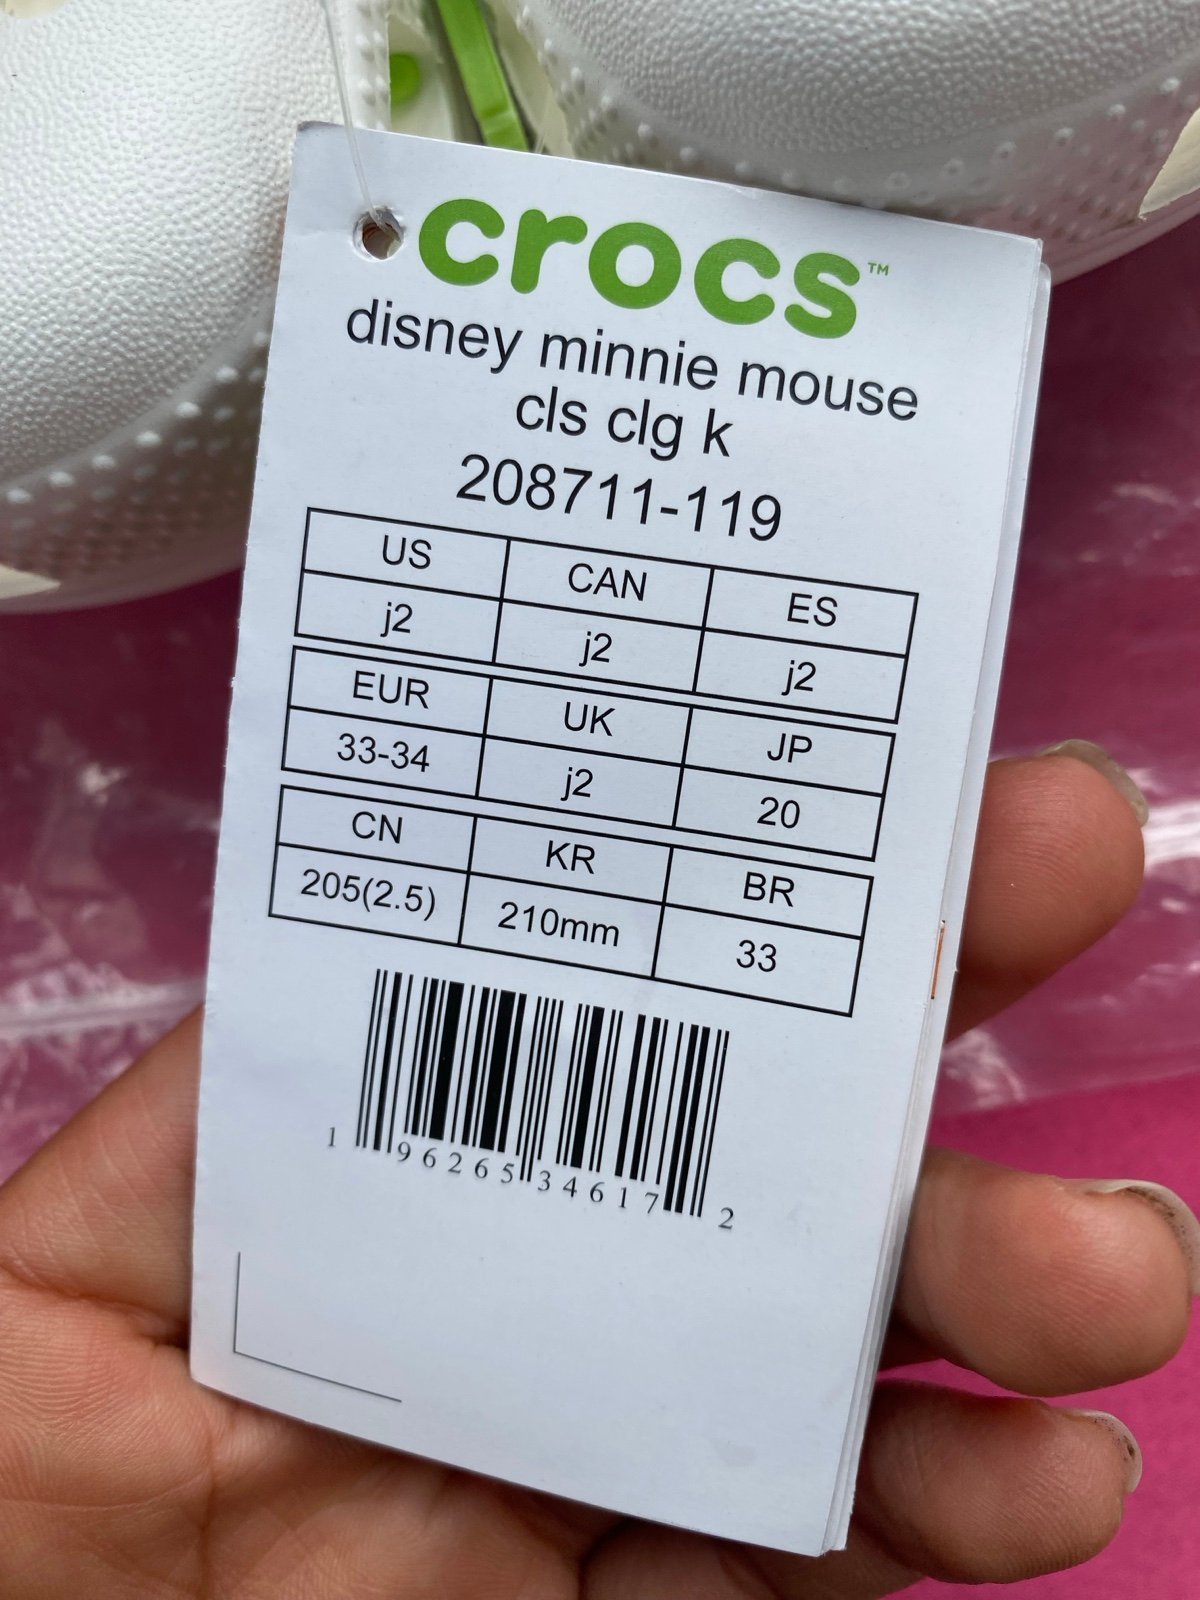 crocs™
disney minnie mouse
cls clg k
208711-119
US CAN ES
j2 j2 j2
EUR UK JP
33-34 j2 20
CN KR BR
205(2.5) 210mm 33
1 96265 34617 2